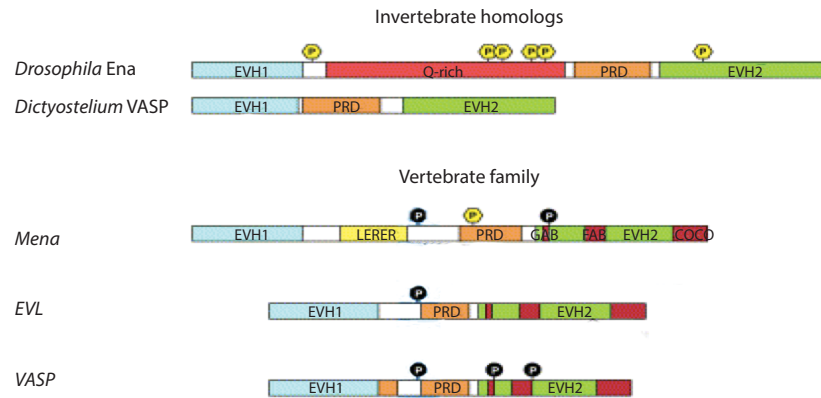 Invertebrate homologs
P P P P P P
Drosophila Ena EVH1 Q-rich PRD EVH2
Dictyostelium VASP EVH1 PRD EVH2
Vertebrate family
P P P
Mena EVH1 LERER PRD GAB FAB EVH2 COCO
P
EVL EVH1 PRD EVH2
P P P
VASP EVH1 PRD EVH2